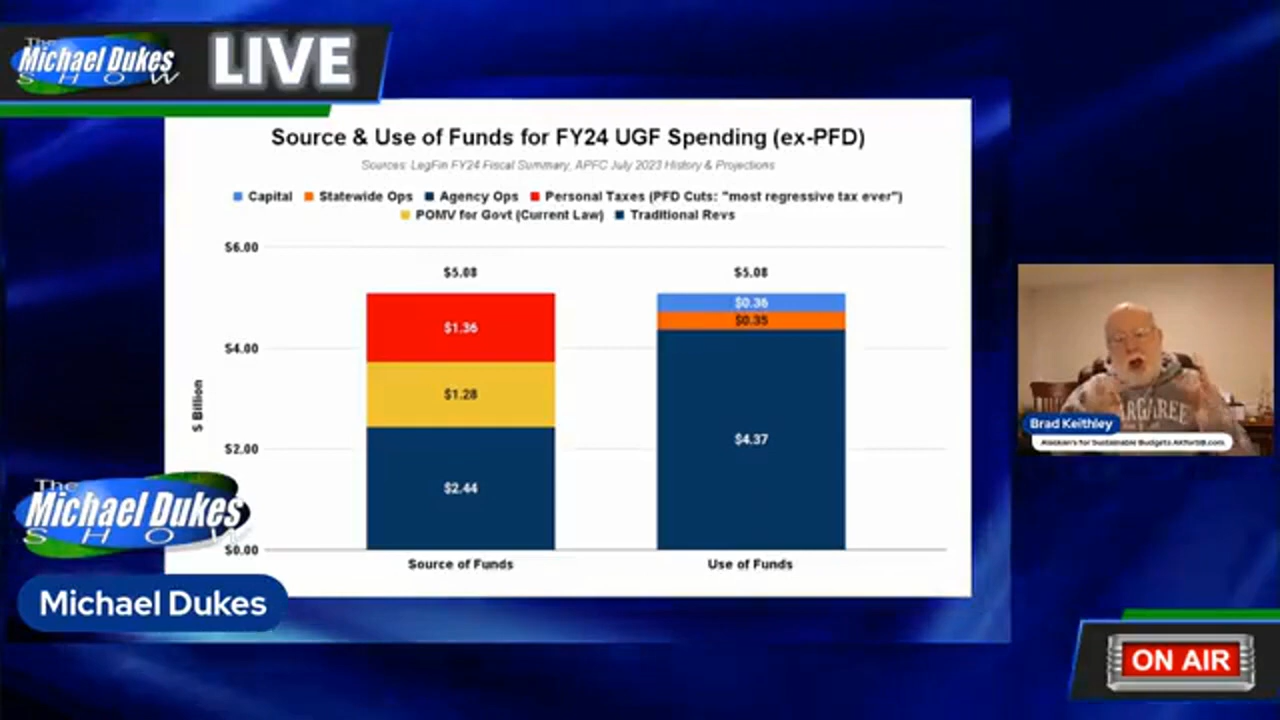 The
Michael Dukes
SHOW
LIVE
Source & Use of Funds for FY24 UGF Spending (ex-PFD)
Sources: LegFin FY24 Fiscal Summary, APFC July 2023 History & Projections
Capital Statewide Ops Agency Ops Personal Taxes (PFD Cuts: "most regressive tax ever")
POMV for Govt (Current Law) Traditional Revs
$ Billion
$6.00
$4.00
$2.00
$0.00
$5.08
$1.36
$1.28
$2.44
Source of Funds
$5.08
$0.36
$0.35
$4.37
Use of Funds
ARGAREE
Brad Keithley
Alaskan's for Sustainable Budgets AKforSB.com
The
Michael Dukes
SHOW
Michael Dukes
ON AIR